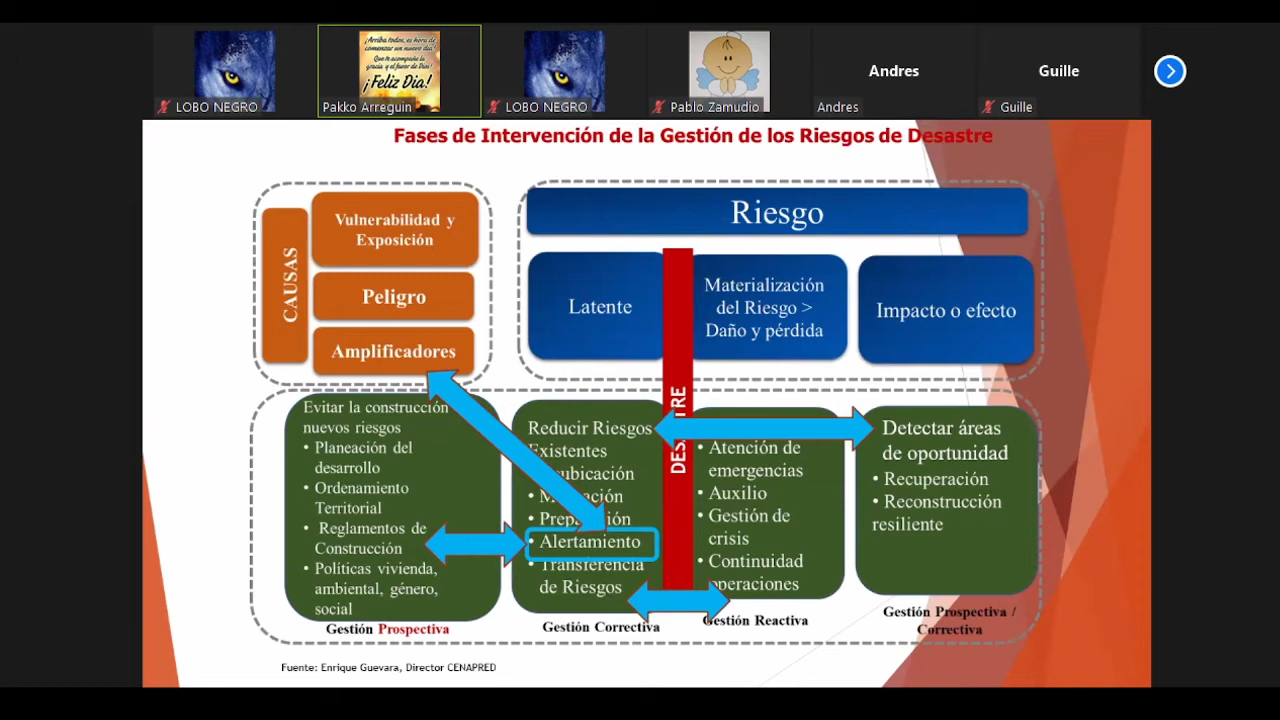 ¡Arriba todos, es hora de
comenzar un nuevo día!
Que te acompañe la
gracia y el favor de Dios!
¡Feliz Dia!
Andres
Guille
LOBO NEGRO
Pakko Arreguin
LOBO NEGRO
Pablo Zamudio
Andres
Guille
Fases de Intervención de la Gestión de los Riesgos de Desastre
CAUSAS
Vulnerabilidad y
Exposición
Peligro
Amplificadores
Riesgo
Latente
Materialización
del Riesgo >
Daño y pérdida
Impacto o efecto
Evitar la construcción
nuevos riesgos
• Planeación del
desarrollo
• Ordenamiento
Territorial
• Reglamentos de
Construcción
• Políticas vivienda,
ambiental, género,
social
Gestión Prospectiva
Reducir Riesgos
Existentes
• Alertamiento
• Transferencia
de Riesgos
Gestión Correctiva
• Atención de
emergencias
• Auxilio
• Gestión de
crisis
• Continuidad
operaciones
Gestión Reactiva
Detectar áreas
de oportunidad
• Recuperación
• Reconstrucción
resiliente
Gestión Prospectiva /
Correctiva
Fuente: Enrique Guevara, Director CENAPRED